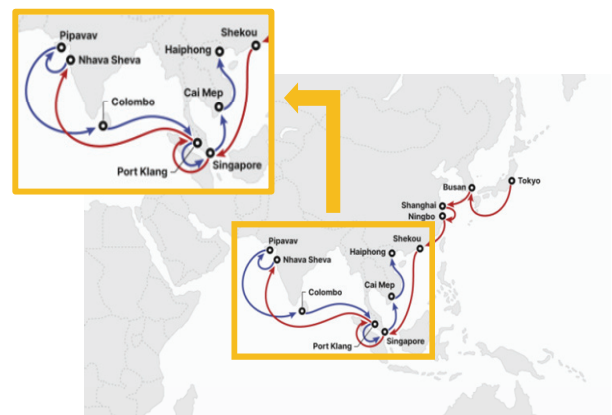 Pipavav
Shekou
Haiphong
Nhava Sheva
Cai Mep
Colombo
Singapore
Port Klang
Tokyo
Busan
Shanghai
Ningbo
Pipavav
Shekou
Haiphong
Nhava Sheva
Cai Mep
Colombo
Singapore
Port Klang